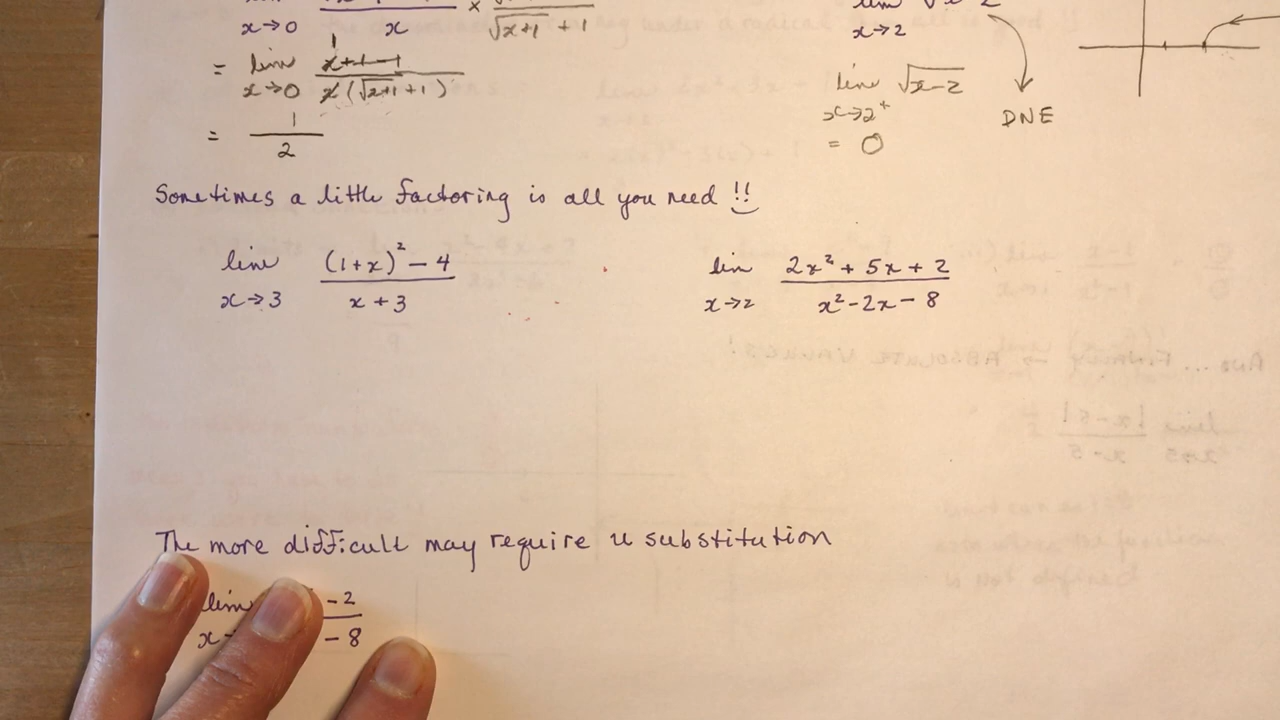 x→0 x × √x+1 + 1
= lim x+1-1
x→0 x(√x+1 +1)
1
= 1
2
x→2
lim √x-2
x→2⁺
= 0
DNE
Sometimes a little factoring is all you need !!
lim (1+x)² - 4
x→3 x + 3
lim 2x² + 5x + 2
x→2 x² - 2x - 8
The more difficult may require u substitution
lim - 2
x - 8